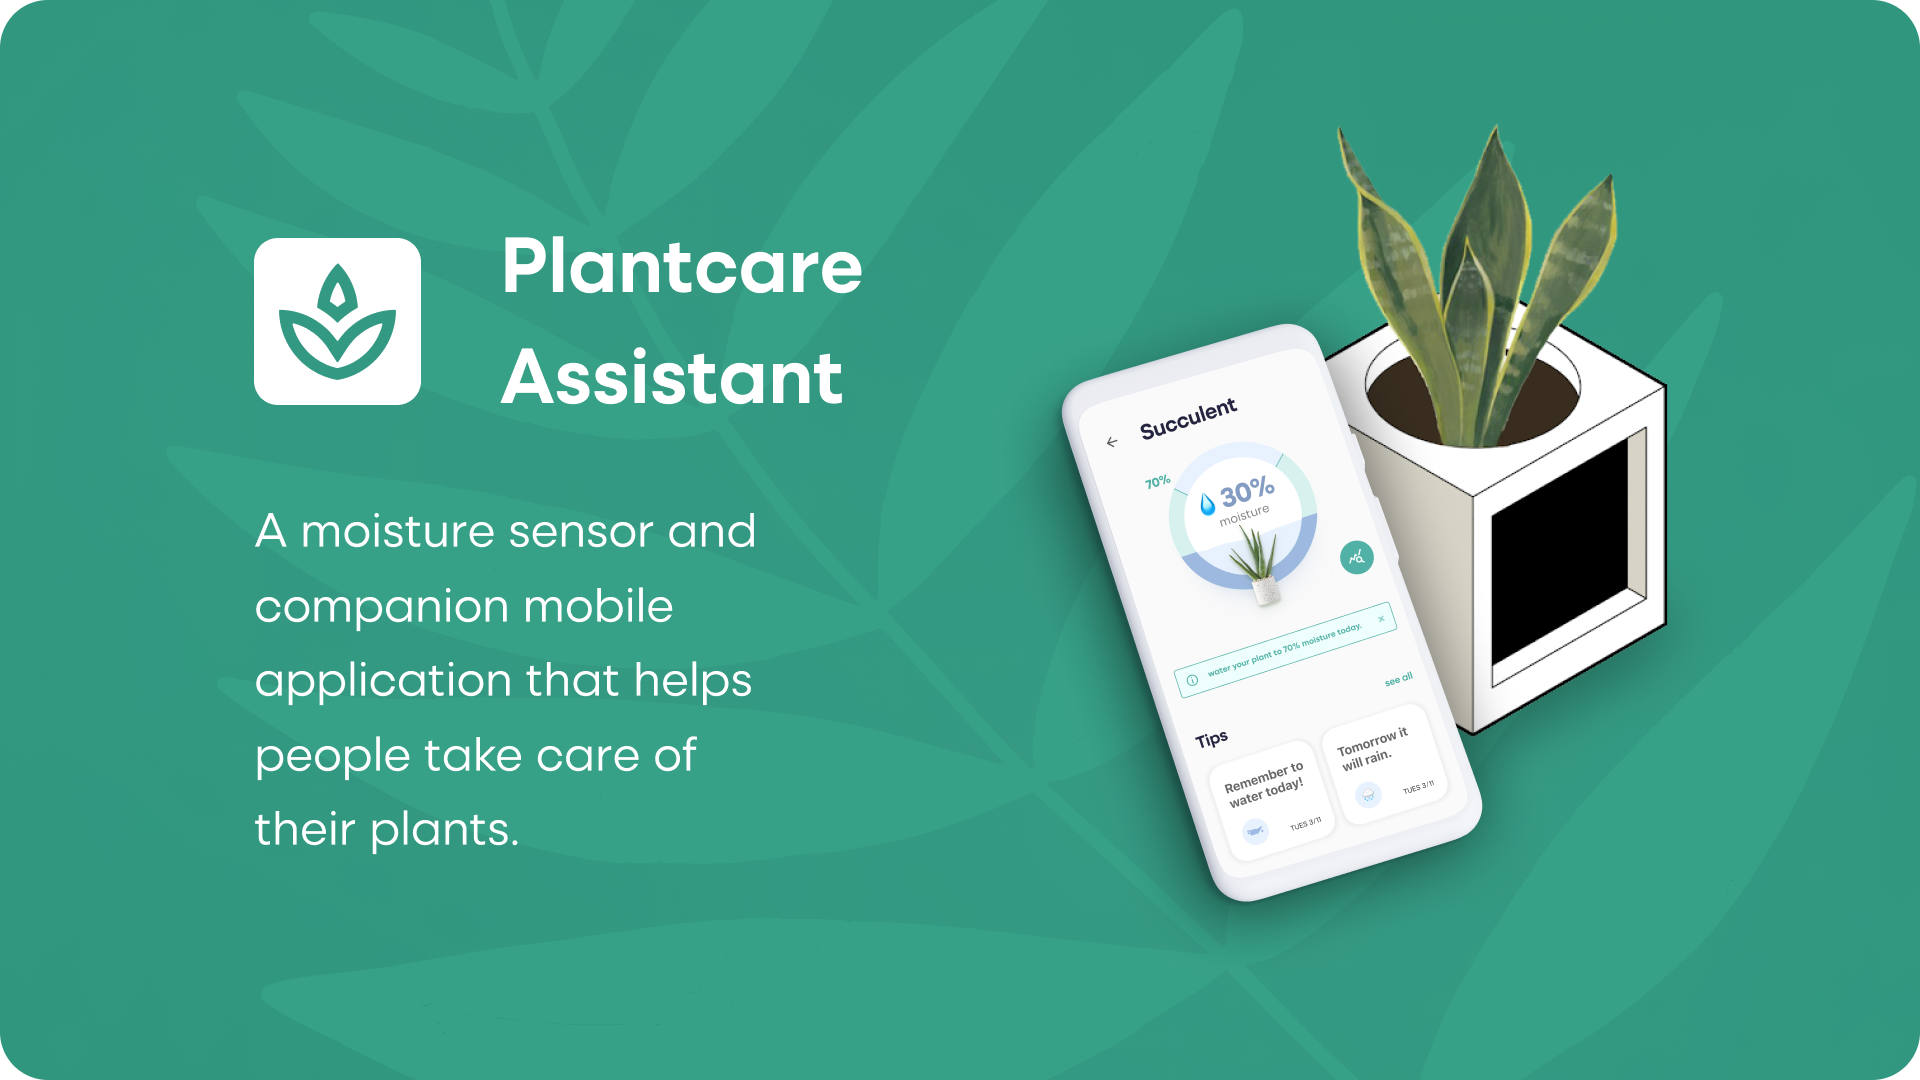 Plantcare
Assistant
A moisture sensor and
companion mobile
application that helps
people take care of
their plants.
Succulent
70%
30%
moisture
water your plant to 70% moisture today.
see all
Tips
Remember to
water today!
TUES 3/11
Tomorrow it
will rain.
TUES 3/11